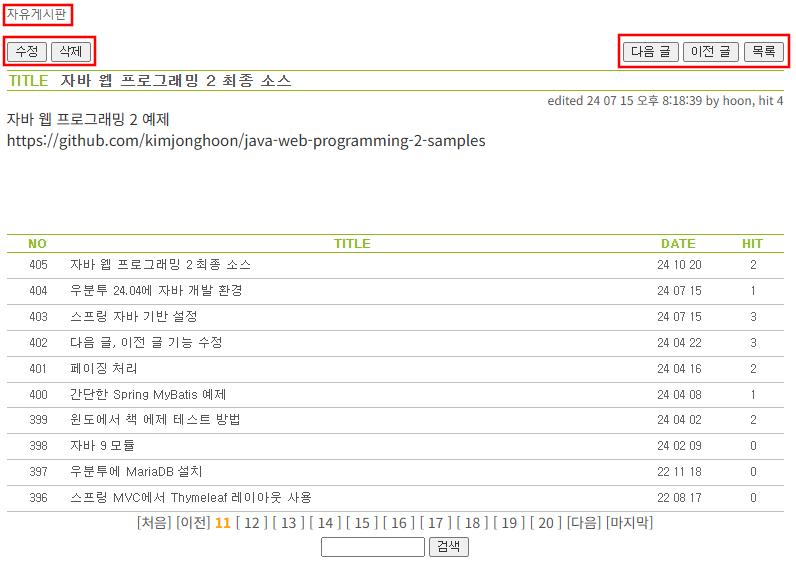 자유게시판
수정 삭제 다음 글 이전 글 목록
TITLE 자바 웹 프로그래밍 2 최종 소스
edited 24 07 15 오후 8:18:39 by hoon, hit 4
자바 웹 프로그래밍 2 예제
https://github.com/kimjonghoon/java-web-programming-2-samples
NO TITLE DATE HIT
405 자바 웹 프로그래밍 2 최종 소스 24 10 20 2
404 우분투 24.04에 자바 개발 환경 24 07 15 1
403 스프링 자바 기반 설정 24 07 15 3
402 다음 글, 이전 글 기능 수정 24 04 22 3
401 페이징 처리 24 04 16 2
400 간단한 Spring MyBatis 예제 24 04 08 1
399 윈도에서 책 에제 테스트 방법 24 04 02 2
398 자바 9 모듈 24 02 09 0
397 우분투에 MariaDB 설치 22 11 18 0
396 스프링 MVC에서 Thymeleaf 레이아웃 사용 22 08 17 0
[처음] [이전] 11 [ 12 ] [ 13 ] [ 14 ] [ 15 ] [ 16 ] [ 17 ] [ 18 ] [ 19 ] [ 20 ] [다음] [마지막]
검색